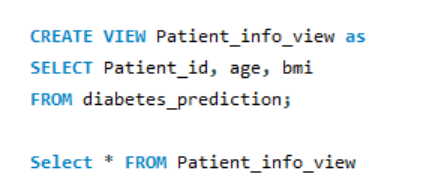 CREATE VIEW Patient_info_view as
SELECT Patient_id, age, bmi
FROM diabetes_prediction;
Select * FROM Patient_info_view